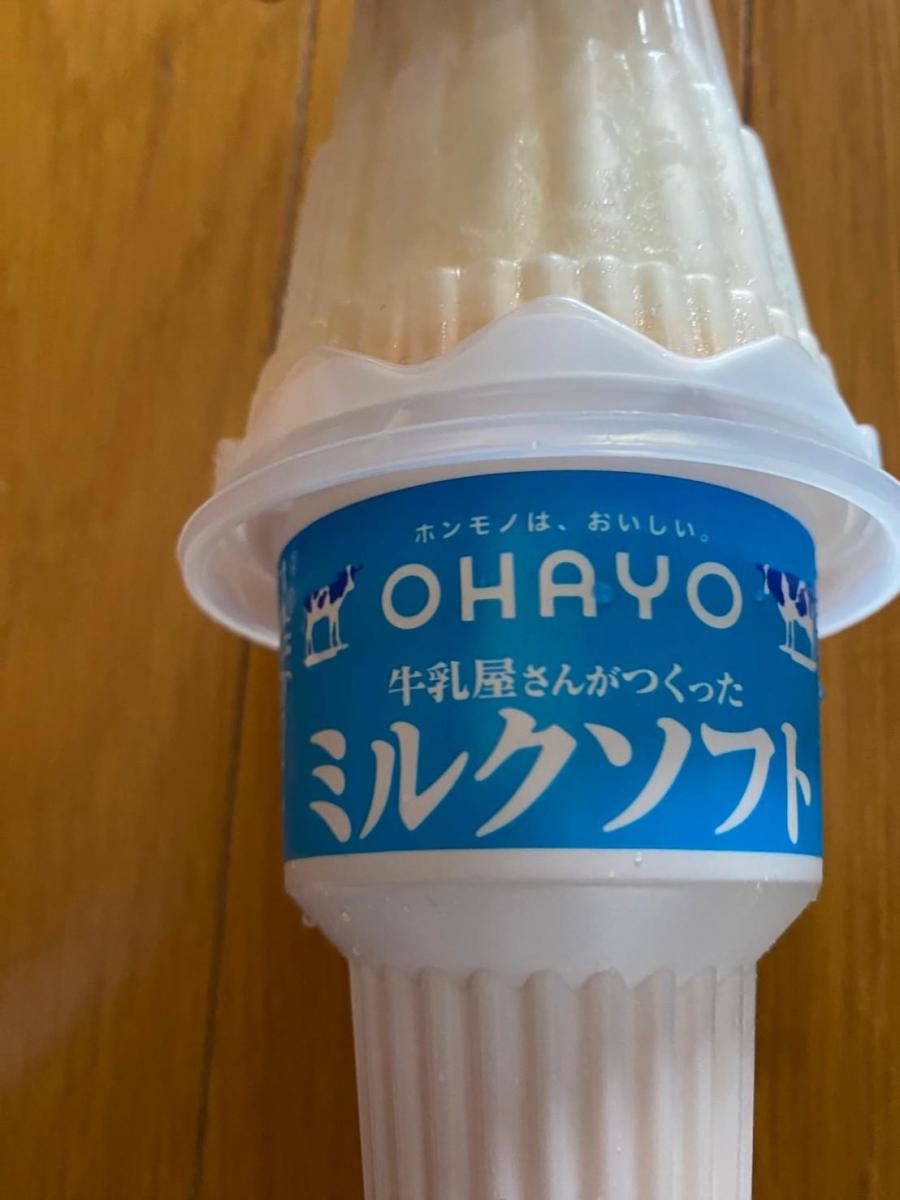 ホンモノは、おいしい。
OHAYO
牛乳屋さんがつくった
ミルクソフト